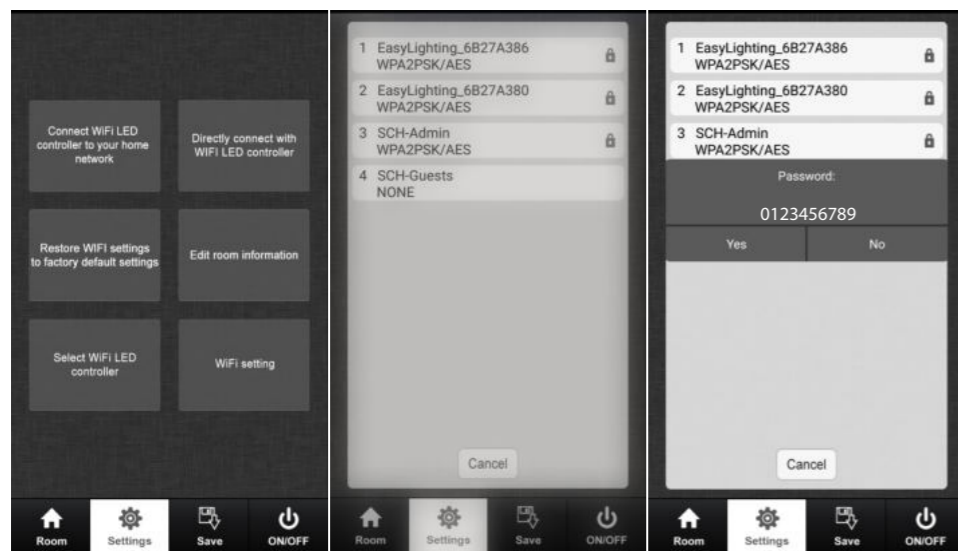 Connect WiFi LED
controller to your home
network
Directly connect with
WIFI LED controller
Restore WIFI settings
to factory default settings
Edit room information
Select WiFi LED
controller
WiFi setting
Room
Settings
Save
ON/OFF
1 EasyLighting_6B27A386
WPA2PSK/AES
2 EasyLighting_6B27A380
WPA2PSK/AES
3 SCH-Admin
WPA2PSK/AES
4 SCH-Guests
NONE
Cancel
Room
Settings
Save
ON/OFF
1 EasyLighting_6B27A386
WPA2PSK/AES
2 EasyLighting_6B27A380
WPA2PSK/AES
3 SCH-Admin
WPA2PSK/AES
Password:
0123456789
Yes
No
Cancel
Room
Settings
Save
ON/OFF